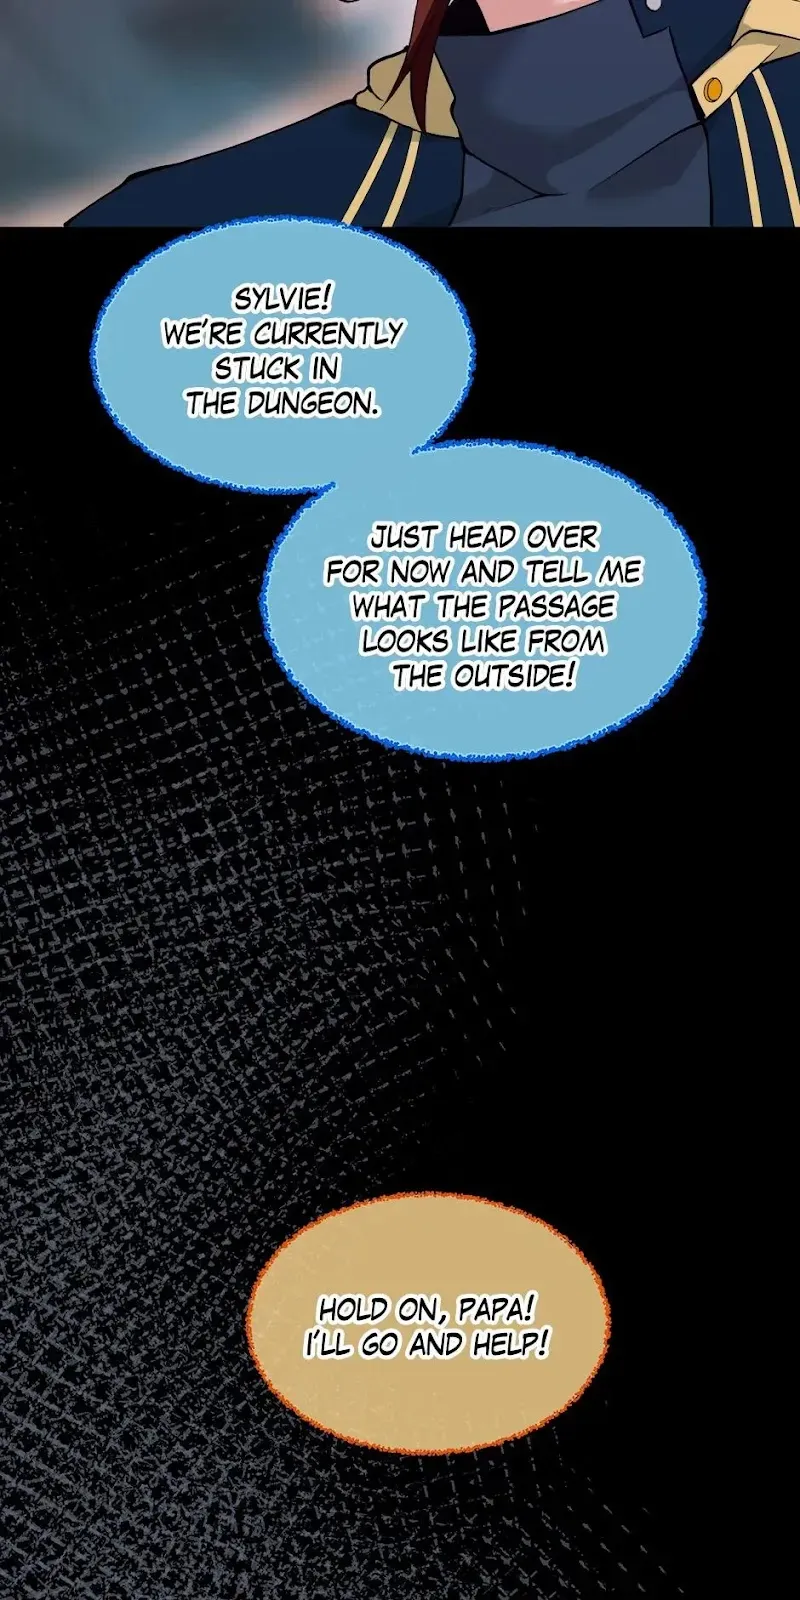 SYLVIE!
WE'RE CURRENTLY
STUCK IN
THE DUNGEON.
JUST HEAD OVER
FOR NOW AND TELL ME
WHAT THE PASSAGE
LOOKS LIKE FROM
THE OUTSIDE!
HOLD ON, PAPA!
I'LL GO AND HELP!